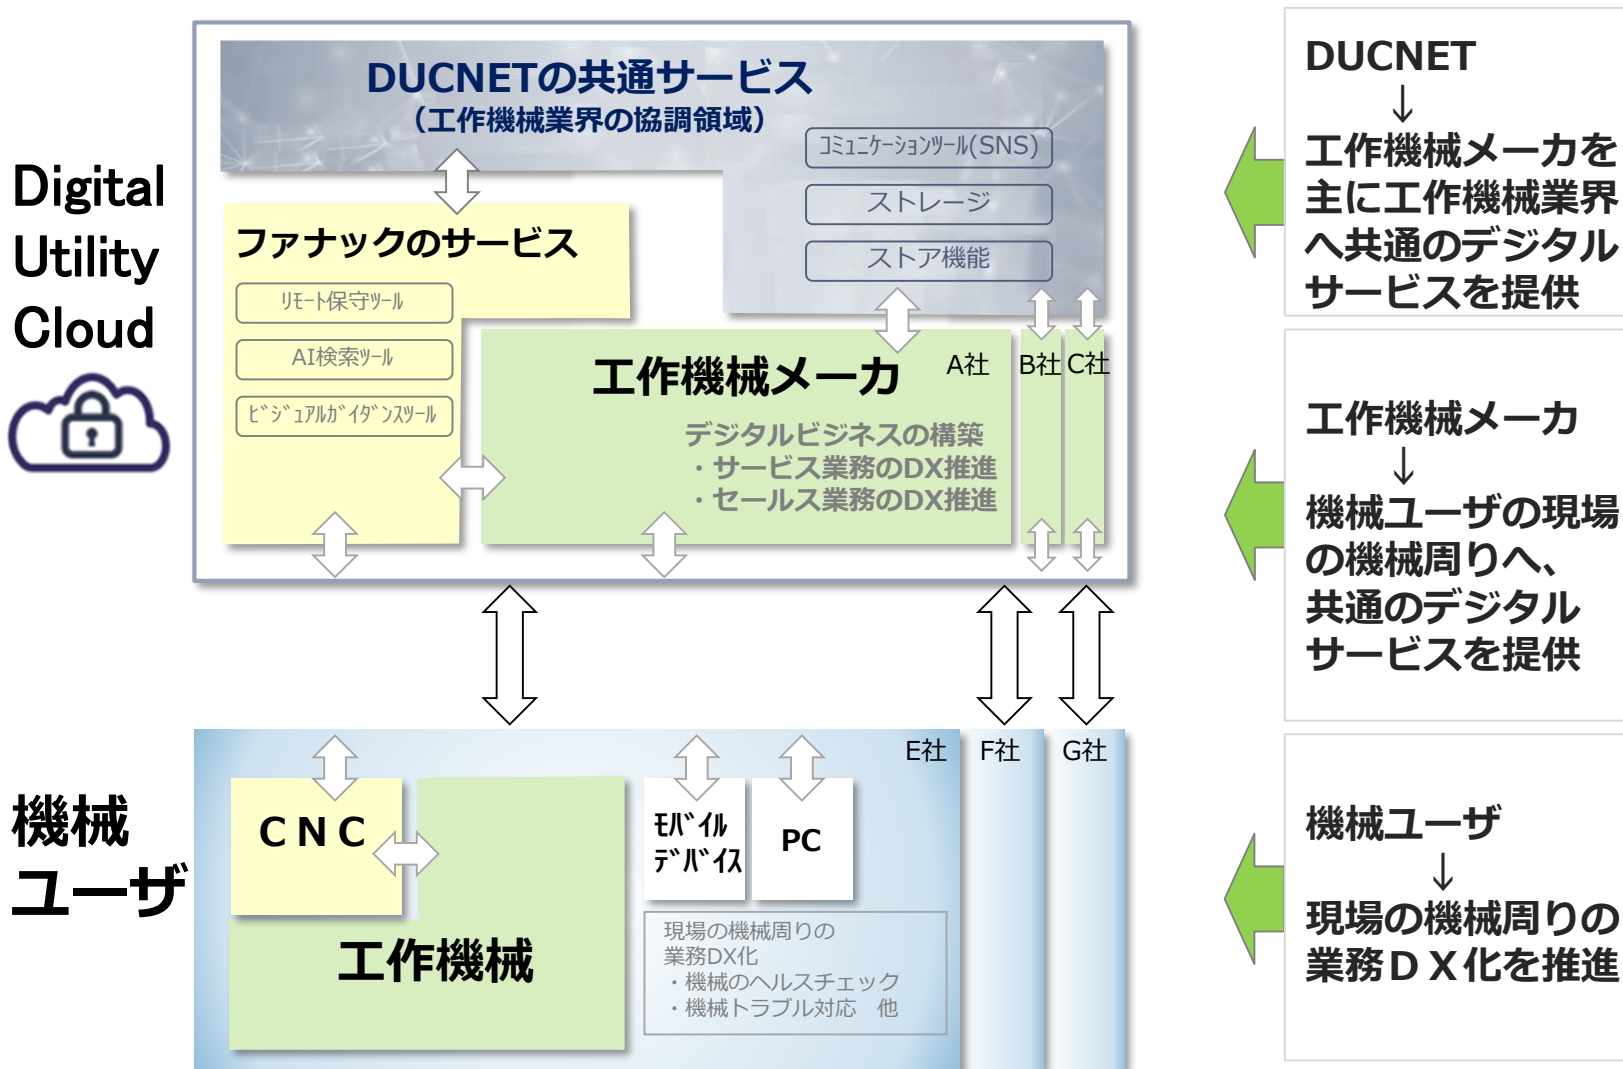 Digital
Utility
Cloud
DUCNETの共通サービス
（工作機械業界の協調領域）
ｺﾐｭﾆｹｰｼｮﾝﾂｰﾙ(SNS)
ストレージ
ストア機能
ファナックのサービス
ﾘﾓｰﾄ保守ﾂｰﾙ
AI検索ﾂｰﾙ
ﾋﾞｼﾞｭｱﾙｶﾞｲﾀﾞﾝｽﾂｰﾙ
工作機械メーカ
A社
B社
C社
デジタルビジネスの構築
・サービス業務のDX推進
・セールス業務のDX推進
機械
ユーザ
E社
F社
G社
ＣＮＣ
工作機械
ﾓﾊﾞｲﾙ
ﾃﾞﾊﾞｲｽ
PC
現場の機械周りの
業務DX化
・機械のヘルスチェック
・機械トラブル対応　他
DUCNET
↓
工作機械メーカを
主に工作機械業界
へ共通のデジタル
サービスを提供
工作機械メーカ
↓
機械ユーザの現場
の機械周りへ、
共通のデジタル
サービスを提供
機械ユーザ
↓
現場の機械周りの
業務ＤＸ化を推進